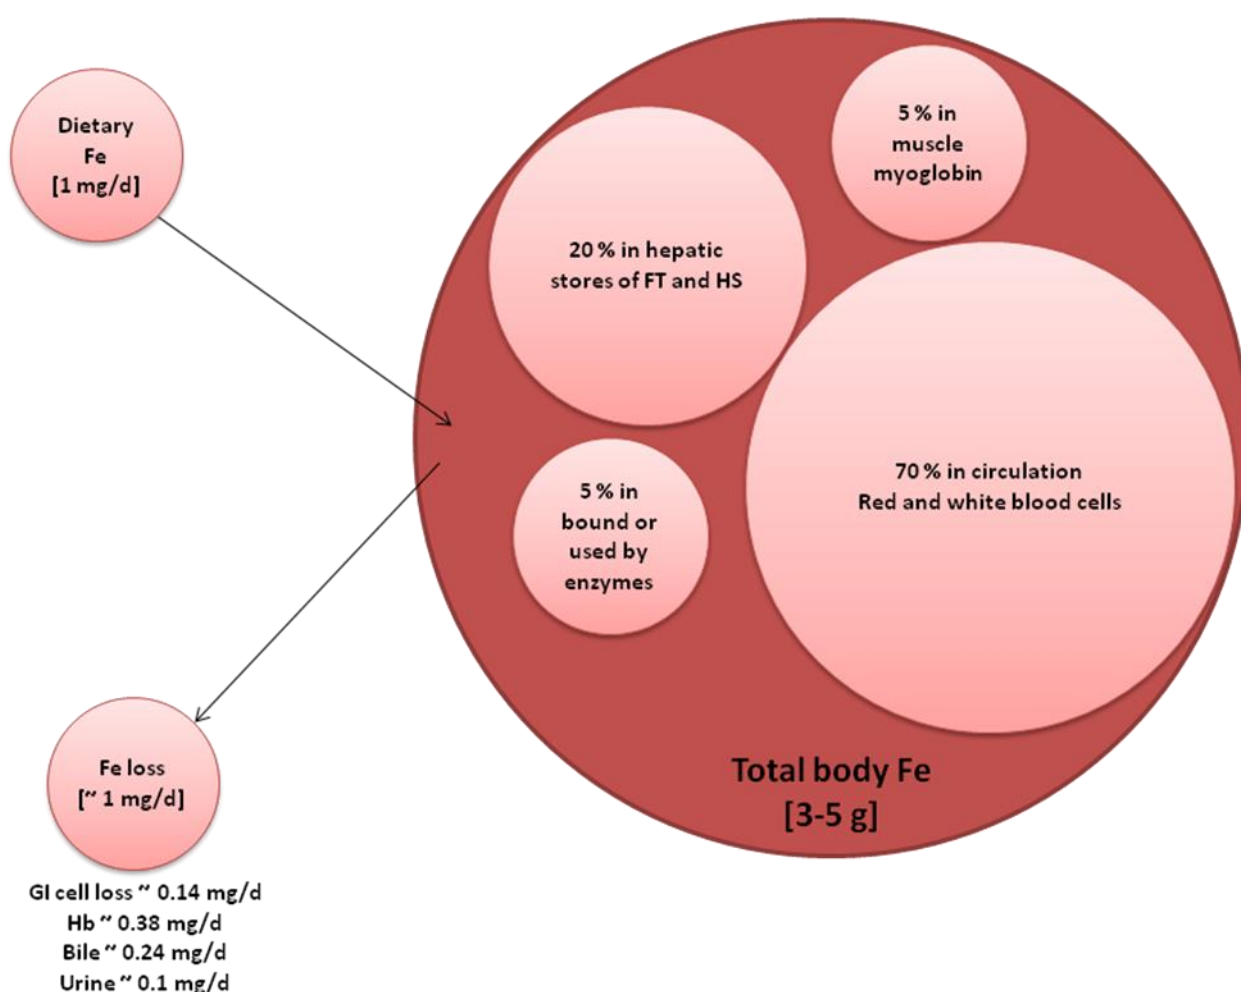 Dietary
Fe
[1 mg/d]
5 % in
muscle
myoglobin
20 % in hepatic
stores of FT and HS
70 % in circulation
Red and white blood cells
5 % in
bound or
used by
enzymes
Total body Fe
[3-5 g]
Fe loss
[~ 1 mg/d]
GI cell loss ~ 0.14 mg/d
Hb ~ 0.38 mg/d
Bile ~ 0.24 mg/d
Urine ~ 0.1 mg/d